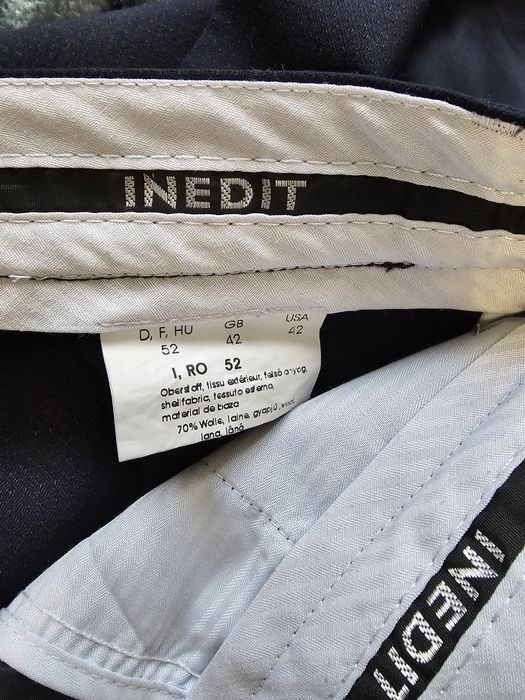 INEDIT
D, F, HU GB USA
52 42 42
I, RO 52
Oberstoff, tissu extérieur, felső anyag,
shellfabric, tessuto esterno,
material de baza
70% Wolle, laine, gyapjú, wool
lana, lână
INEDIT